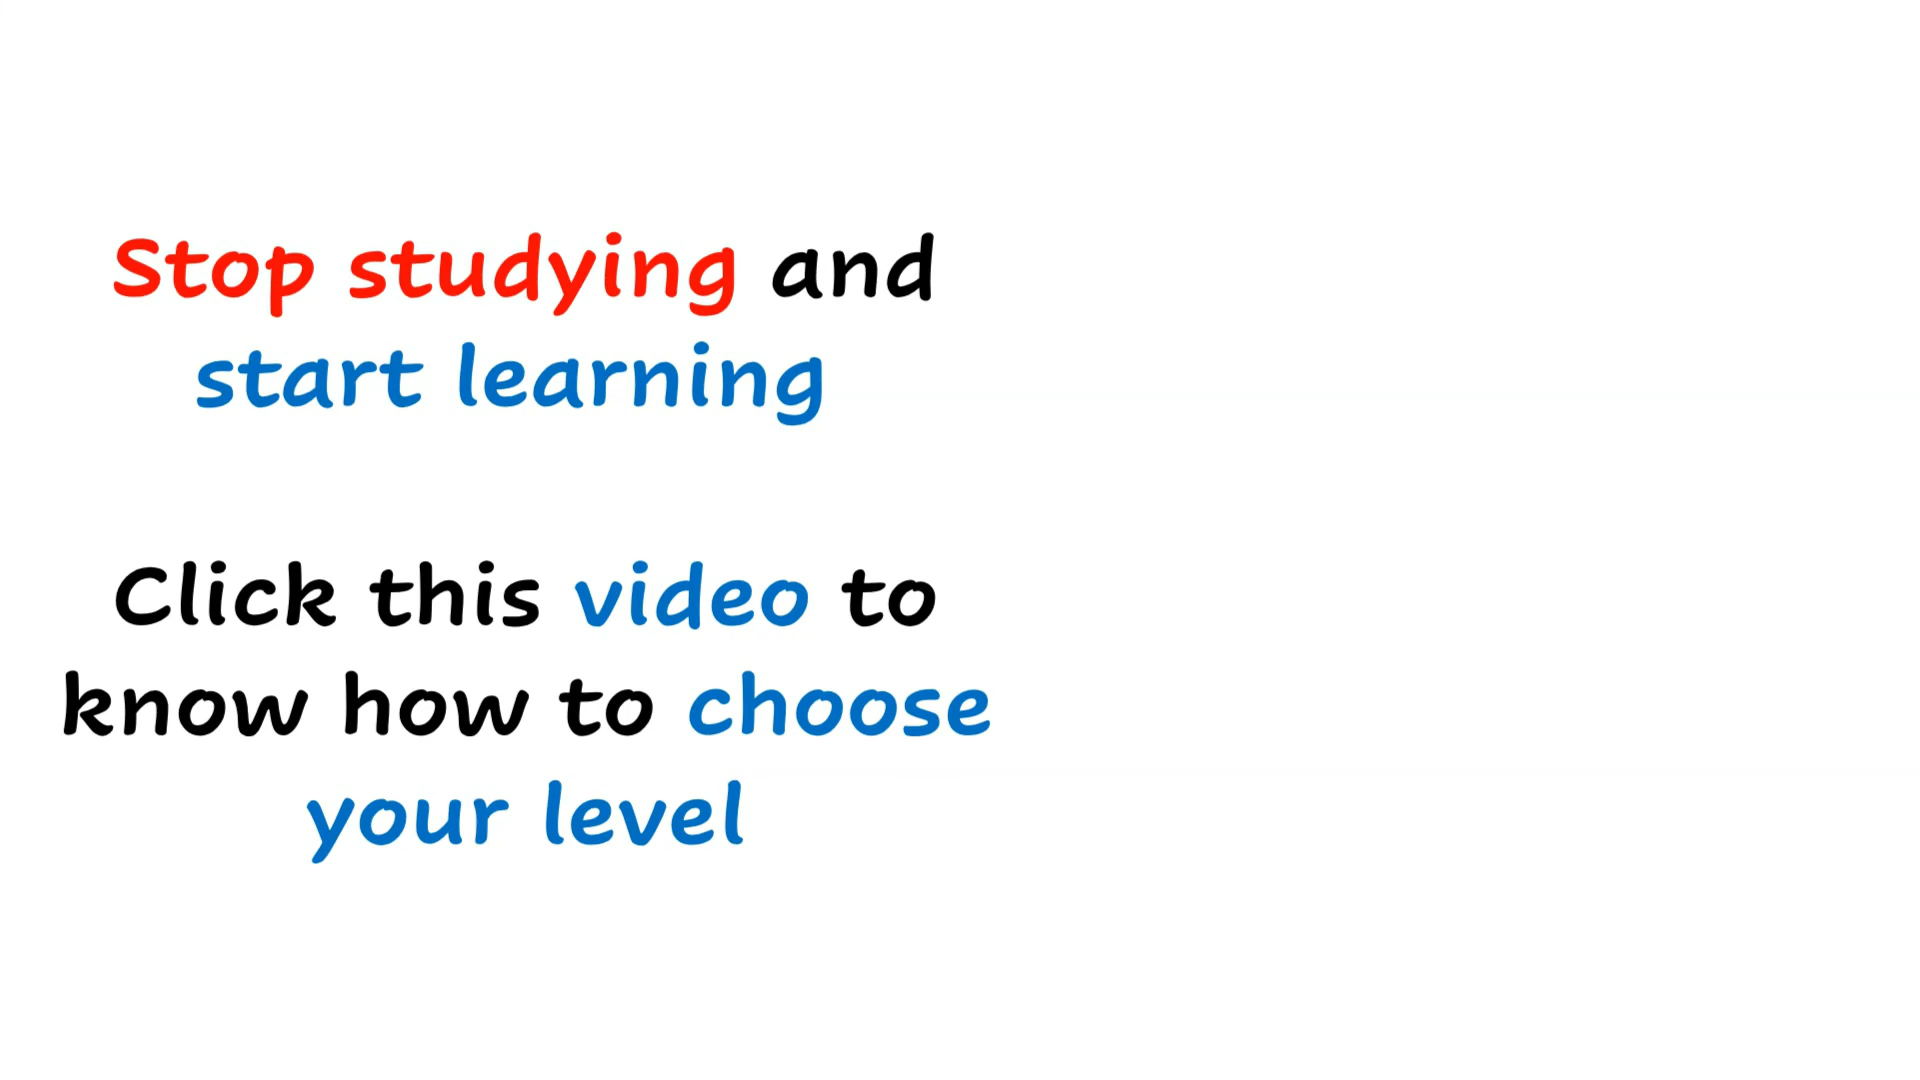 Stop studying and
start learning
Click this video to
know how to choose
your level